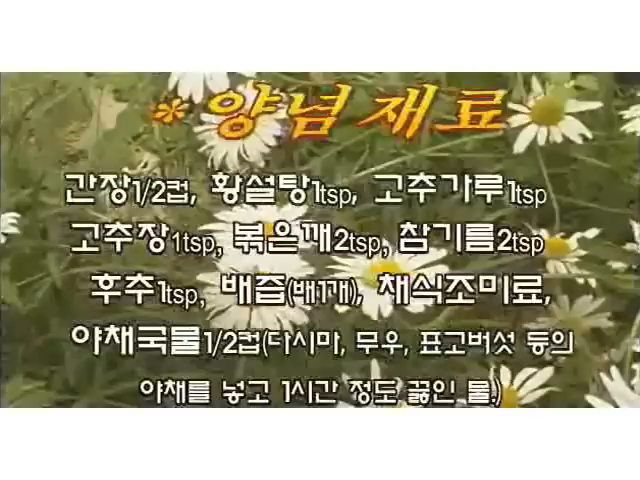 * 양념 재료
간장1/2컵, 황설탕1tsp, 고추가루1tsp
고추장1tsp, 볶은깨2tsp, 참기름2tsp
후추1tsp, 배즙(배1개), 채식조미료,
야채국물1/2컵(다시마, 무우, 표고버섯 등의
야채를 넣고 1시간 정도 끓인 물.)